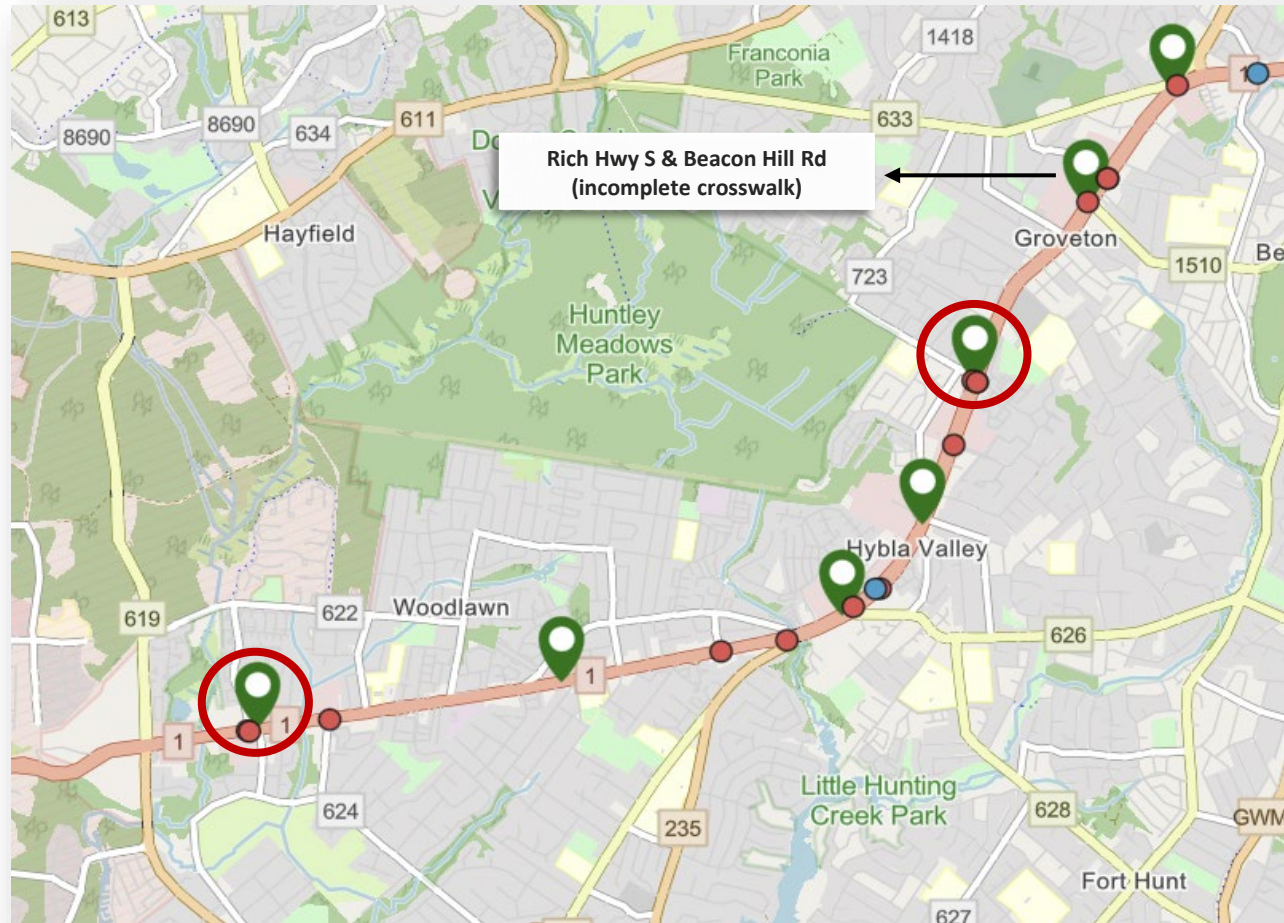 613
1418
Franconia
Park
1
8690
8690
634
611
633
Rich Hwy S & Beacon Hill Rd
(incomplete crosswalk)
Hayfield
Groveton
1510
723
Huntley
Meadows
Park
Hybla Valley
619
622
Woodlawn
626
1
1
1
Little Hunting
Creek Park
624
235
628
GWM
Fort Hunt
627